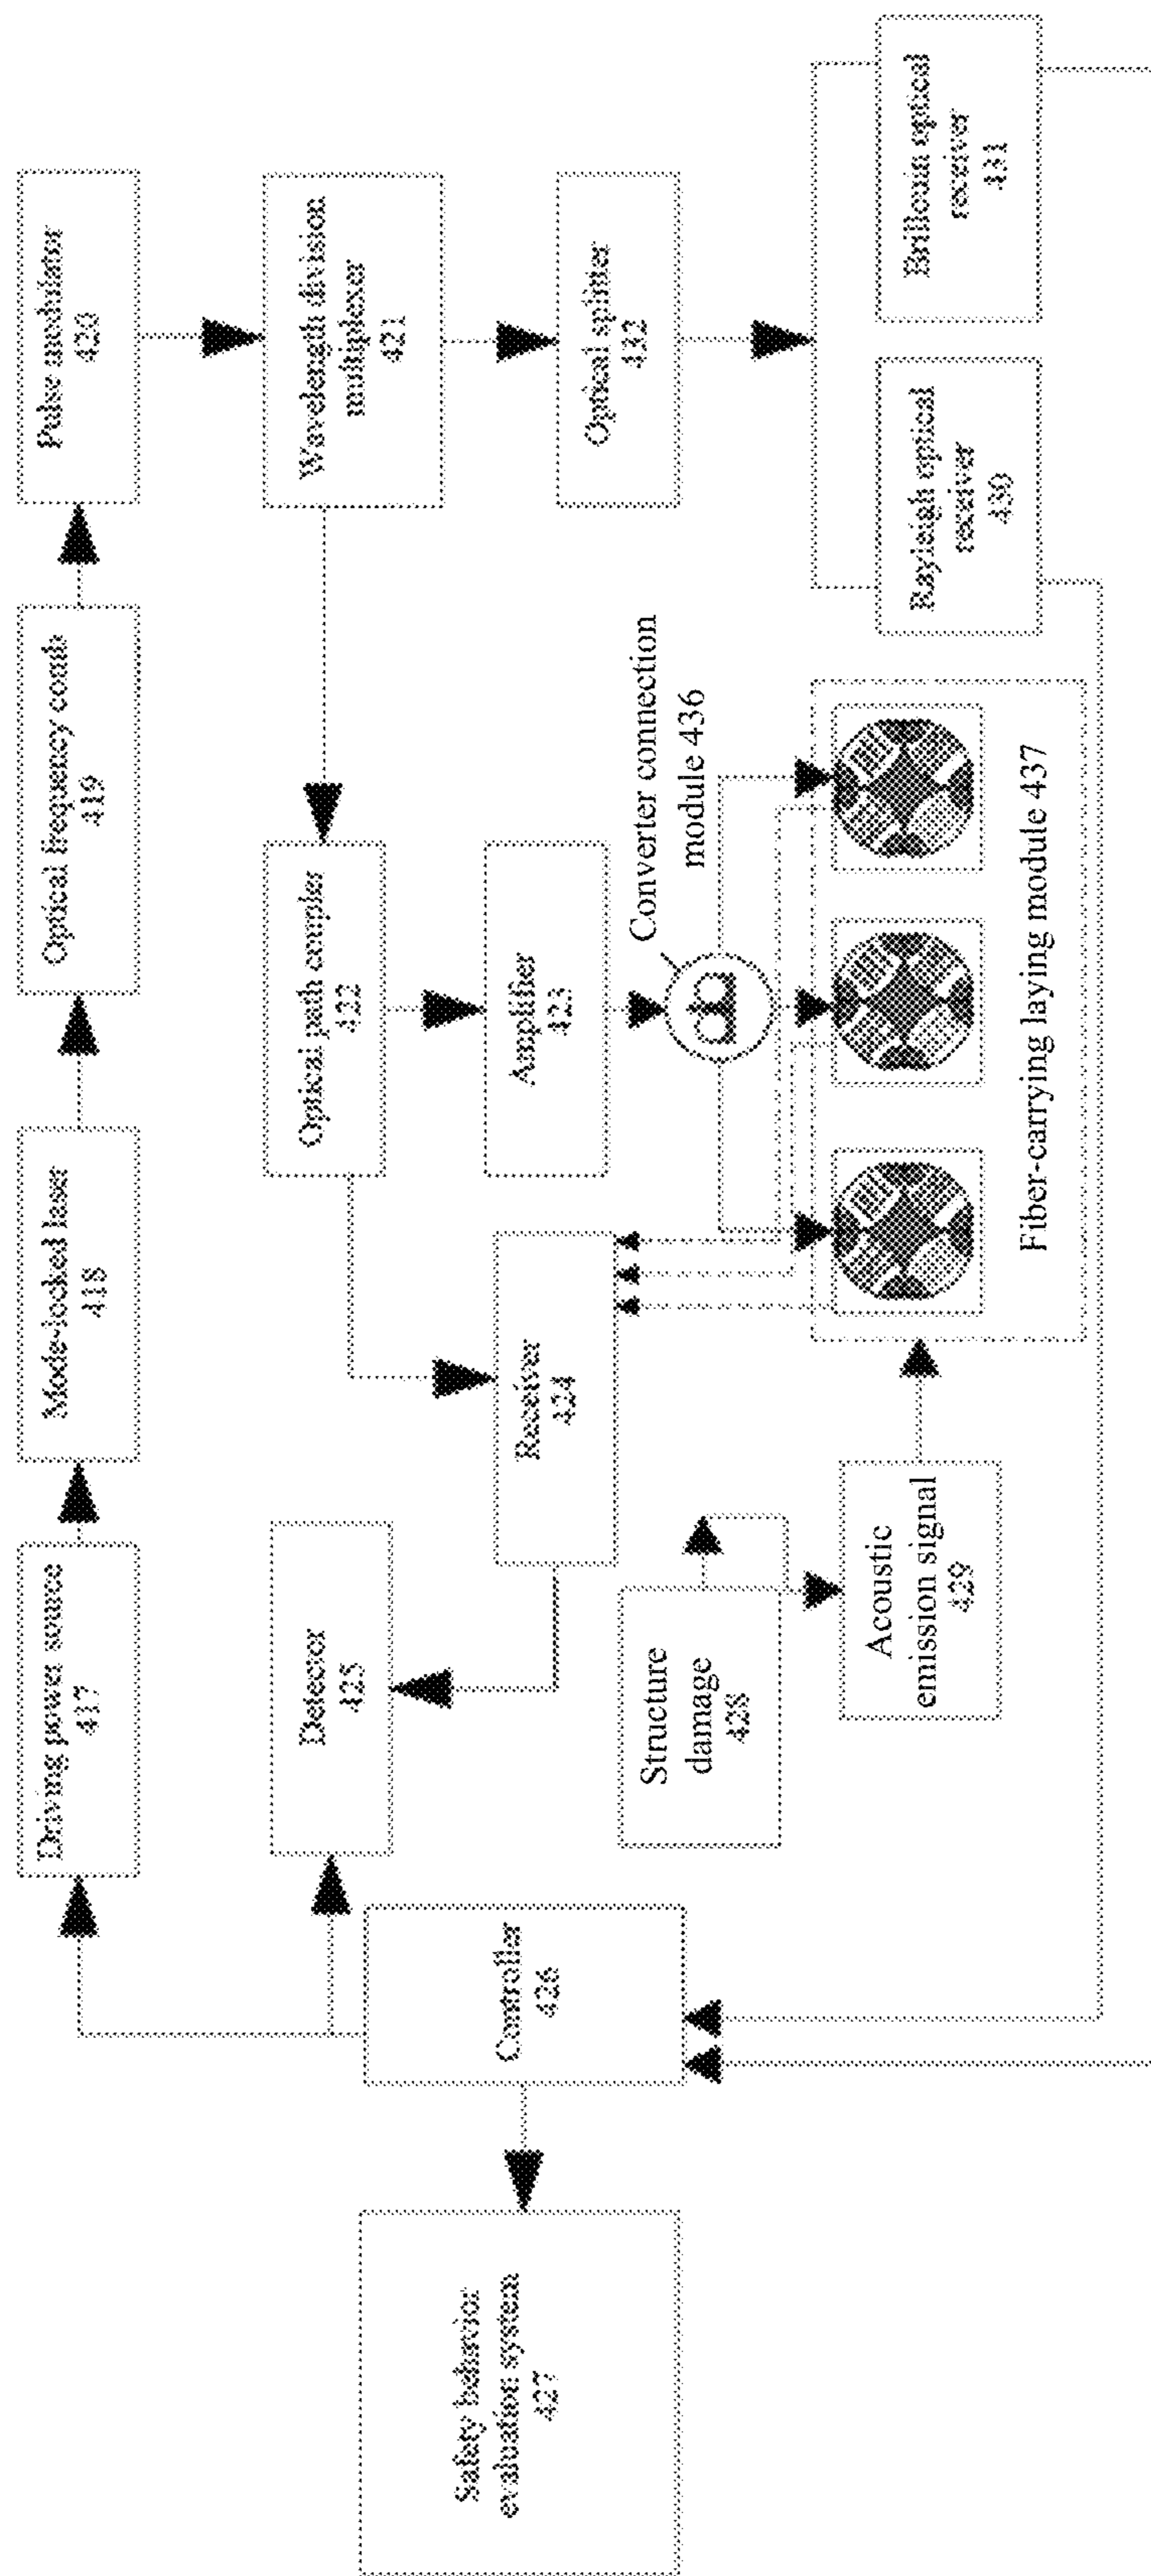 Driving power source
417
Mode-locked laser
418
Optical frequency comb
419
Pulse modulator
420
Safety behavior
evaluation system
427
Controller
426
Detector
425
Optical path coupler
422
Wavelength division
multiplexer
421
Receiver
424
Amplifier
423
Optical splitter
432
Structure
damage
428
Converter connection
module 436
Acoustic
emission signal
429
Fiber-carrying laying module 437
Rayleigh optical
receiver
430
Brillouin optical
receiver
431